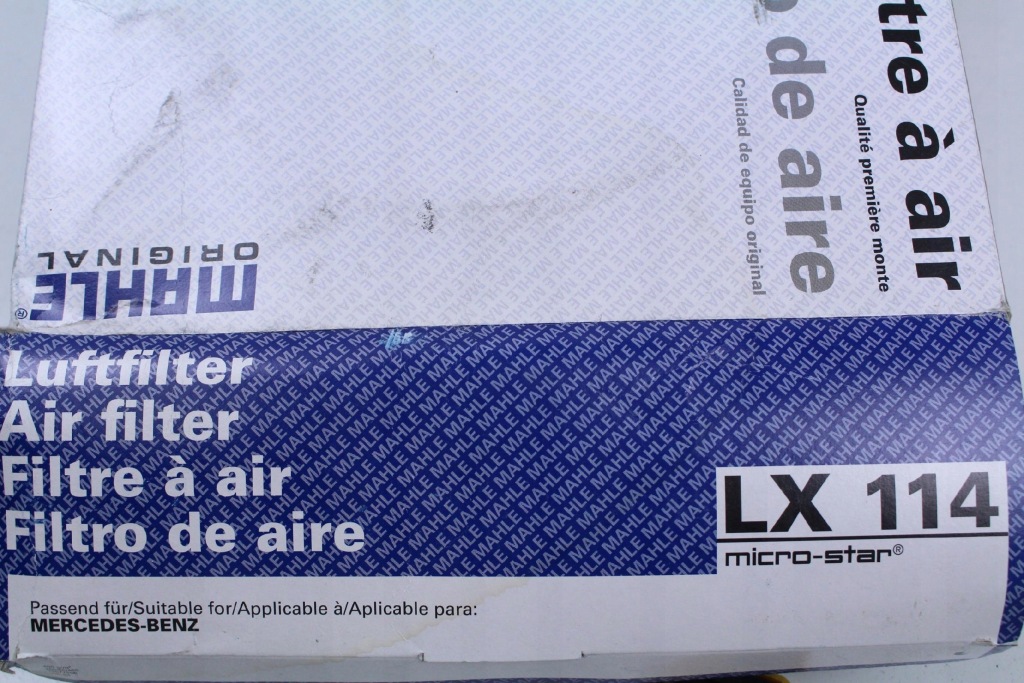 tre à air
Qualité première monte
de aire
Calidad de equipo original
MAHLE®
ORIGINAL
Luftfilter
Air filter
Filtre à air
Filtro de aire
LX 114
micro-star®
Passend für/Suitable for/Applicable à/Aplicable para:
MERCEDES-BENZ